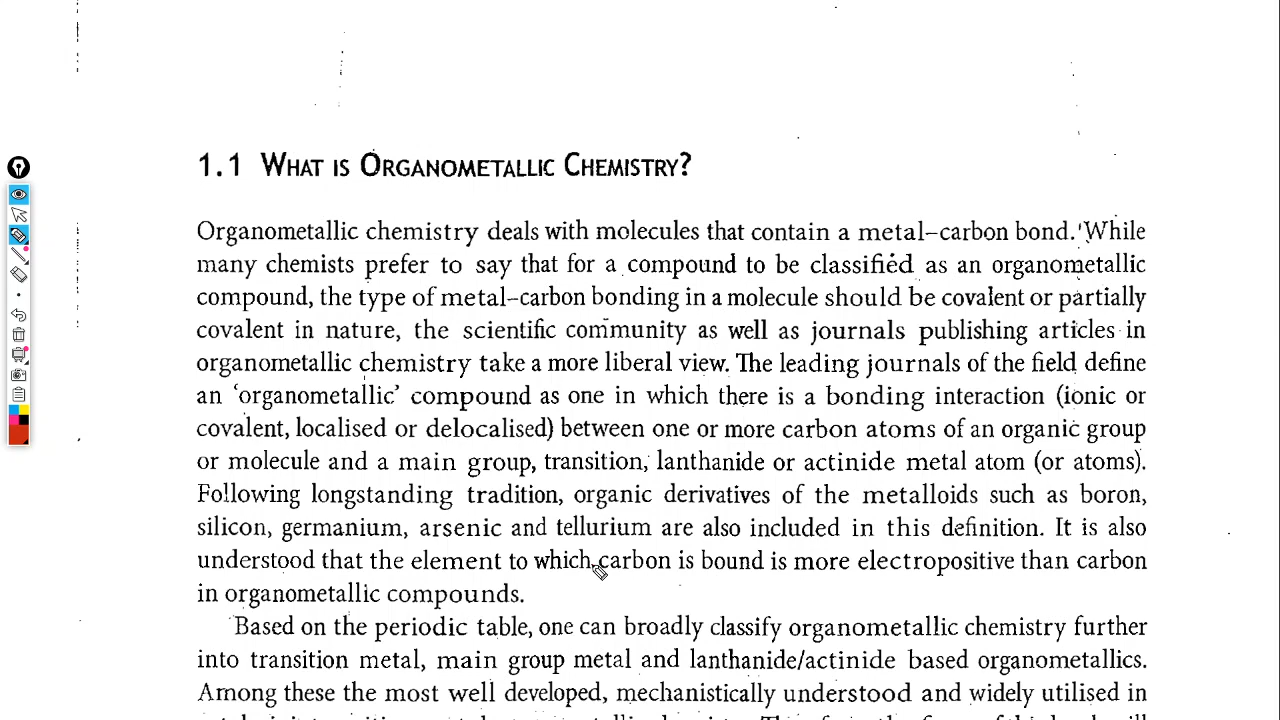 1.1 What is Organometallic Chemistry?
Organometallic chemistry deals with molecules that contain a metal–carbon bond. While
many chemists prefer to say that for a compound to be classified as an organometallic
compound, the type of metal–carbon bonding in a molecule should be covalent or partially
covalent in nature, the scientific community as well as journals publishing articles in
organometallic chemistry take a more liberal view. The leading journals of the field define
an ‘organometallic’ compound as one in which there is a bonding interaction (ionic or
covalent, localised or delocalised) between one or more carbon atoms of an organic group
or molecule and a main group, transition, lanthanide or actinide metal atom (or atoms).
Following longstanding tradition, organic derivatives of the metalloids such as boron,
silicon, germanium, arsenic and tellurium are also included in this definition. It is also
understood that the element to which carbon is bound is more electropositive than carbon
in organometallic compounds.
Based on the periodic table, one can broadly classify organometallic chemistry further
into transition metal, main group metal and lanthanide/actinide based organometallics.
Among these the most well developed, mechanistically understood and widely utilised in